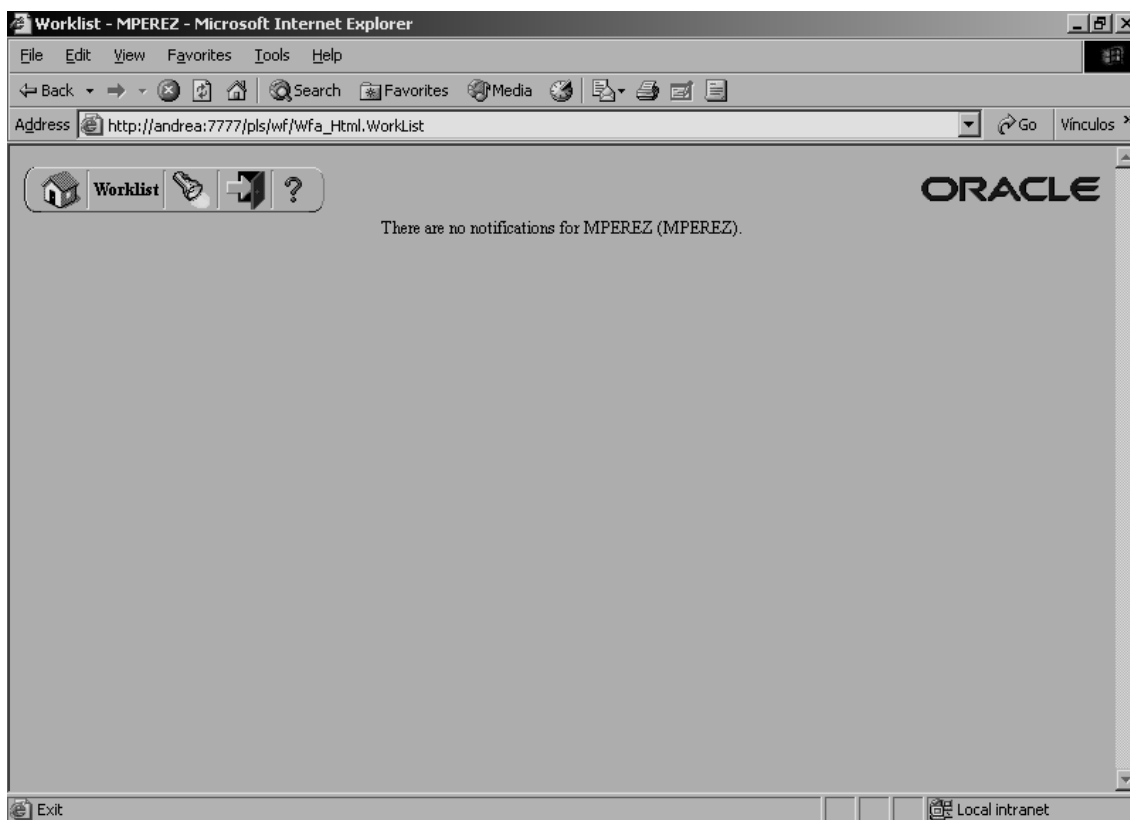 Worklist - MPEREZ - Microsoft Internet Explorer
File Edit View Favorites Tools Help
Back Search Favorites Media
Address http://andrea:7777/pls/wf/Wfa_Html.WorkList Go Vínculos
Worklist ? ORACLE
There are no notifications for MPEREZ (MPEREZ).
Exit Local intranet